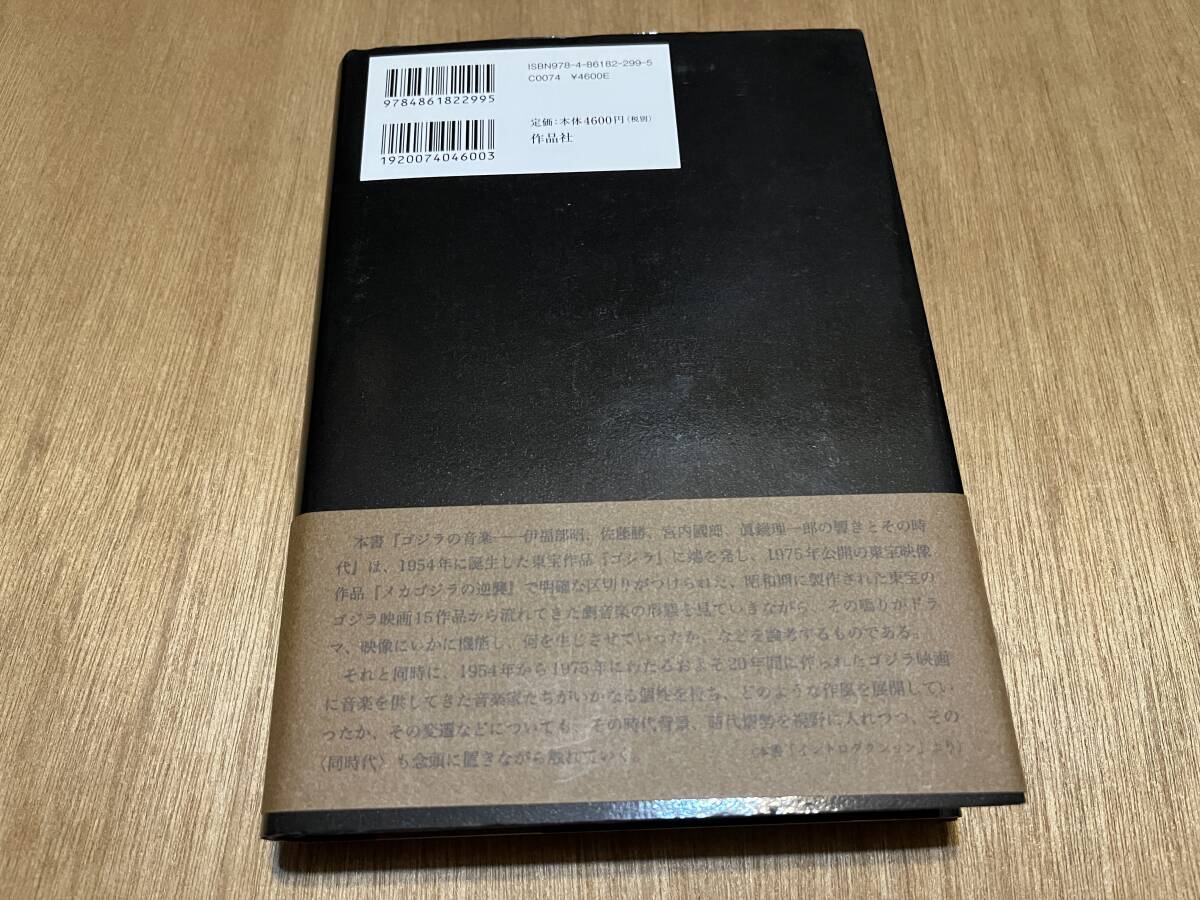 ISBN978-4-86182-299-5
C0074 ¥4600E
9784861822995
定価:本体4600円(税別)
作品社
1920074046003
本書『ゴジラの音楽――伊福部昭、佐藤勝、宮内國郎、眞鍋理一郎の響きとその時
代』は、1954年に誕生した東宝作品『ゴジラ』に端を発し、1975年公開の東宝映像
作品『メカゴジラの逆襲』で明確な区切りがつけられた、昭和期に製作された東宝の
ゴジラ映画15作品から流れてきた劇音楽の形態を見ていきながら、その鳴りがドラ
マ、映像にいかに機能し、何を生じさせていったか、などを論考するものである。
それと同時に、1954年から1975年にわたるおよそ20年間に作られたゴジラ映画
に音楽を供してきた音楽家たちがいかなる個性を持ち、どのような作風を展開してい
ったか、その変遷などについても、その時代背景、時代情勢を視野に入れつつ、その
〈同時代〉も念頭に置きながら触れていく。
(本書「イントロダクション」より)